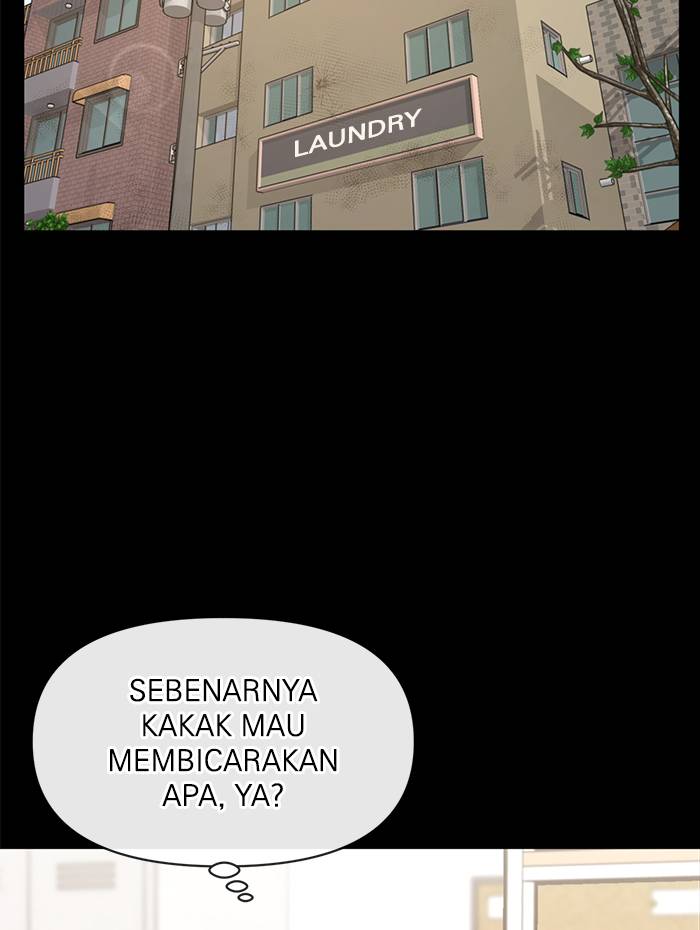 LAUNDRY
SEBENARNYA
KAKAK MAU
MEMBICARAKAN
APA, YA?